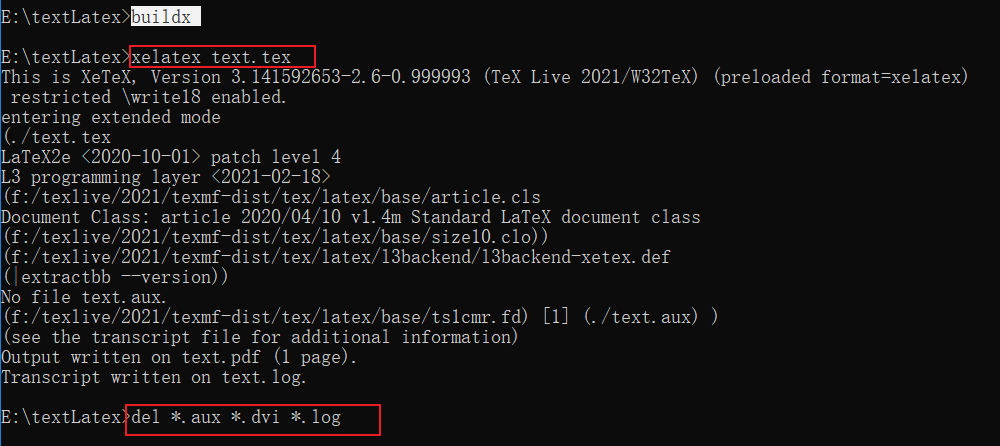 E:\textLatex>buildx
E:\textLatex>xelatex text.tex
This is XeTeX, Version 3.141592653-2.6-0.999993 (TeX Live 2021/W32TeX) (preloaded format=xelatex)
restricted \write18 enabled.
entering extended mode
(./text.tex
LaTeX2e <2020-10-01> patch level 4
L3 programming layer <2021-02-18>
(f:/texlive/2021/texmf-dist/tex/latex/base/article.cls
Document Class: article 2020/04/10 v1.4m Standard LaTeX document class
(f:/texlive/2021/texmf-dist/tex/latex/base/size10.clo))
(f:/texlive/2021/texmf-dist/tex/latex/l3backend/l3backend-xetex.def
(|extractbb --version))
No file text.aux.
(f:/texlive/2021/texmf-dist/tex/latex/base/ts1cmr.fd) [1] (./text.aux) )
(see the transcript file for additional information)
Output written on text.pdf (1 page).
Transcript written on text.log.
E:\textLatex>del *.aux *.dvi *.log